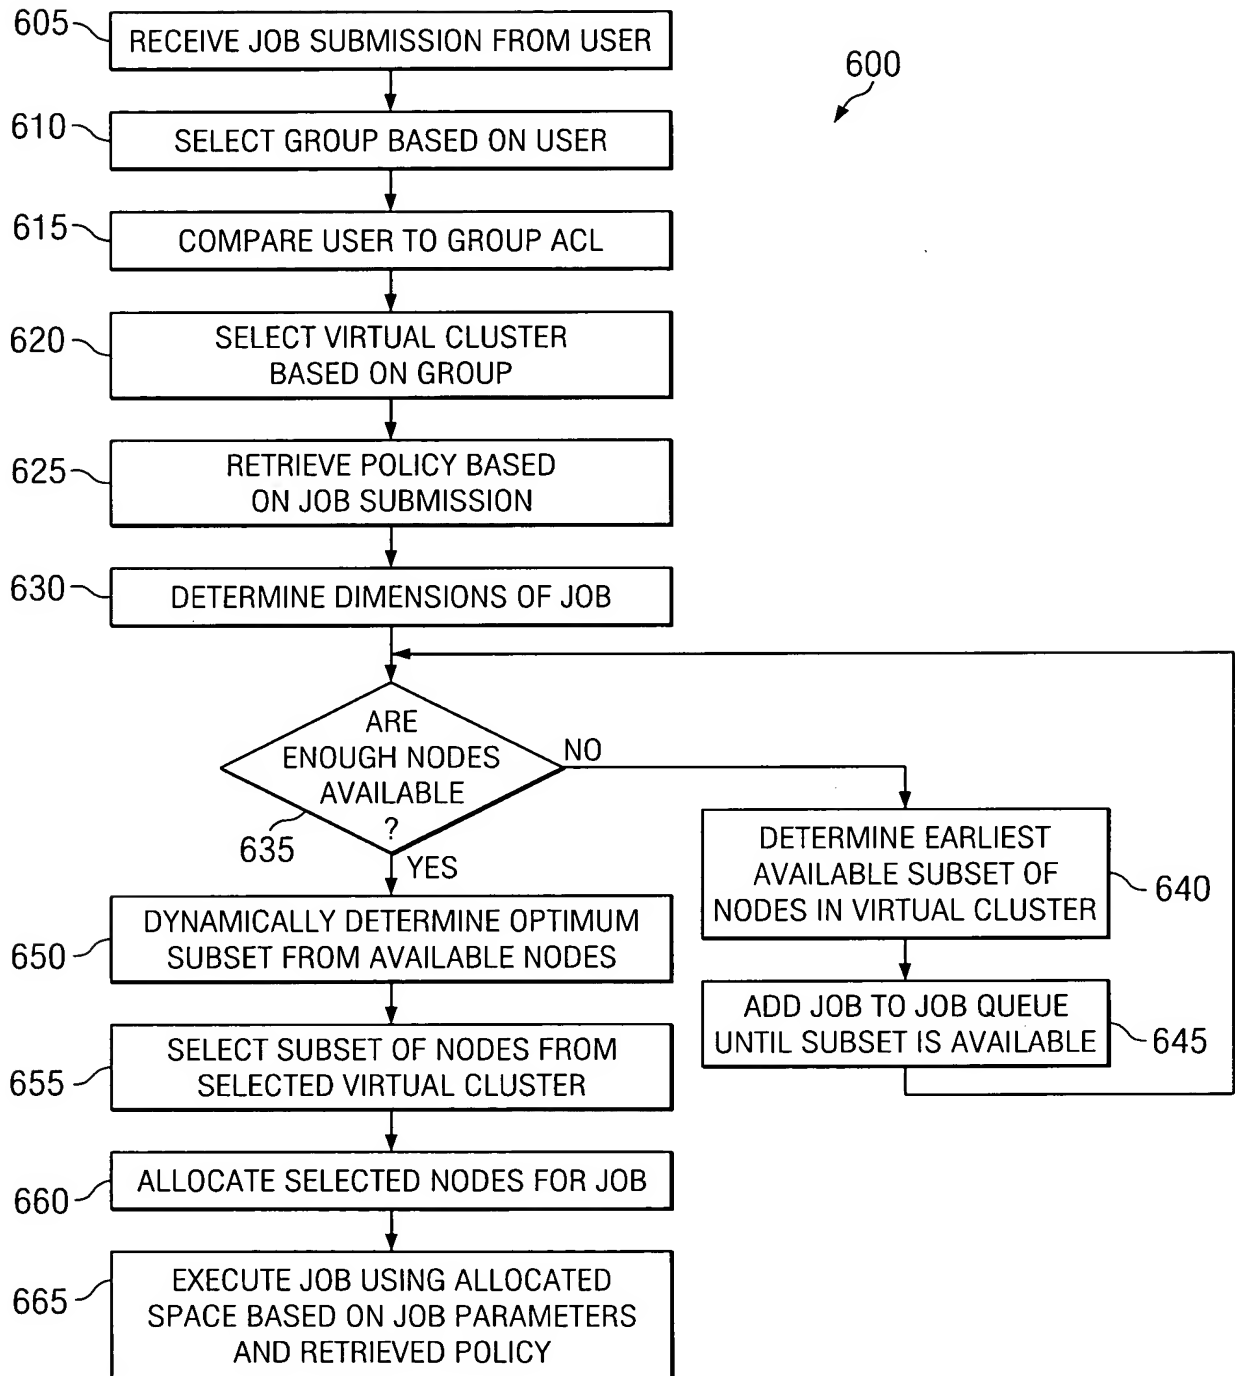 605
RECEIVE JOB SUBMISSION FROM USER
600
610
SELECT GROUP BASED ON USER
615
COMPARE USER TO GROUP ACL
620
SELECT VIRTUAL CLUSTER
BASED ON GROUP
625
RETRIEVE POLICY BASED
ON JOB SUBMISSION
630
DETERMINE DIMENSIONS OF JOB
ARE
ENOUGH NODES
AVAILABLE
?
635
NO
YES
DETERMINE EARLIEST
AVAILABLE SUBSET OF
NODES IN VIRTUAL CLUSTER
640
ADD JOB TO JOB QUEUE
UNTIL SUBSET IS AVAILABLE
645
650
DYNAMICALLY DETERMINE OPTIMUM
SUBSET FROM AVAILABLE NODES
655
SELECT SUBSET OF NODES FROM
SELECTED VIRTUAL CLUSTER
660
ALLOCATE SELECTED NODES FOR JOB
665
EXECUTE JOB USING ALLOCATED
SPACE BASED ON JOB PARAMETERS
AND RETRIEVED POLICY